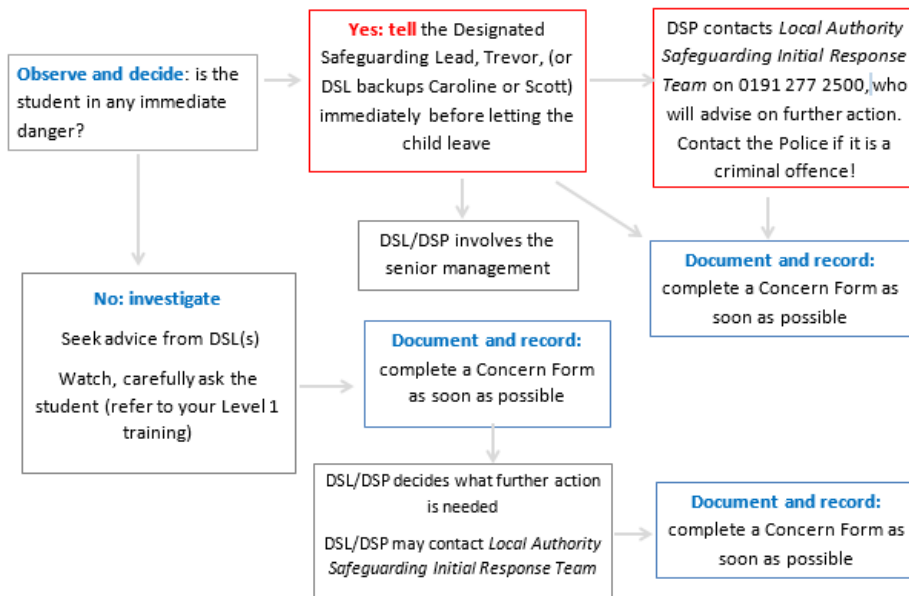 Observe and decide: is the
student in any immediate
danger?
Yes: tell the Designated
Safeguarding Lead, Trevor, (or
DSL backups Caroline or Scott)
immediately before letting the
child leave
DSP contacts Local Authority
Safeguarding Initial Response
Team on 0191 277 2500, who
will advise on further action.
Contact the Police if it is a
criminal offence!
DSL/DSP involves the
senior management
Document and record:
complete a Concern Form as
soon as possible
No: investigate
Seek advice from DSL(s)
Watch, carefully ask the
student (refer to your Level 1
training)
Document and record:
complete a Concern Form
as soon as possible
DSL/DSP decides what further action
is needed
DSL/DSP may contact Local Authority
Safeguarding Initial Response Team
Document and record:
complete a Concern Form as
soon as possible